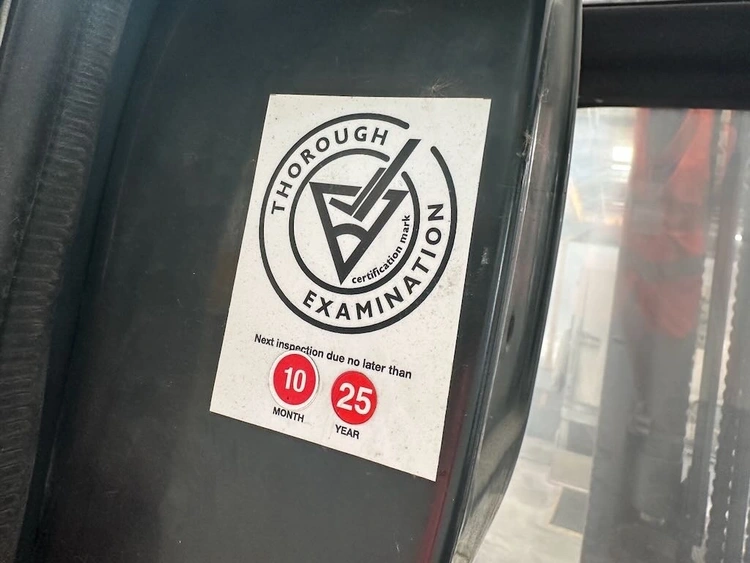 THOROUGH
EXAMINATION
certification mark
Next inspection due no later than
10 25
MONTH YEAR